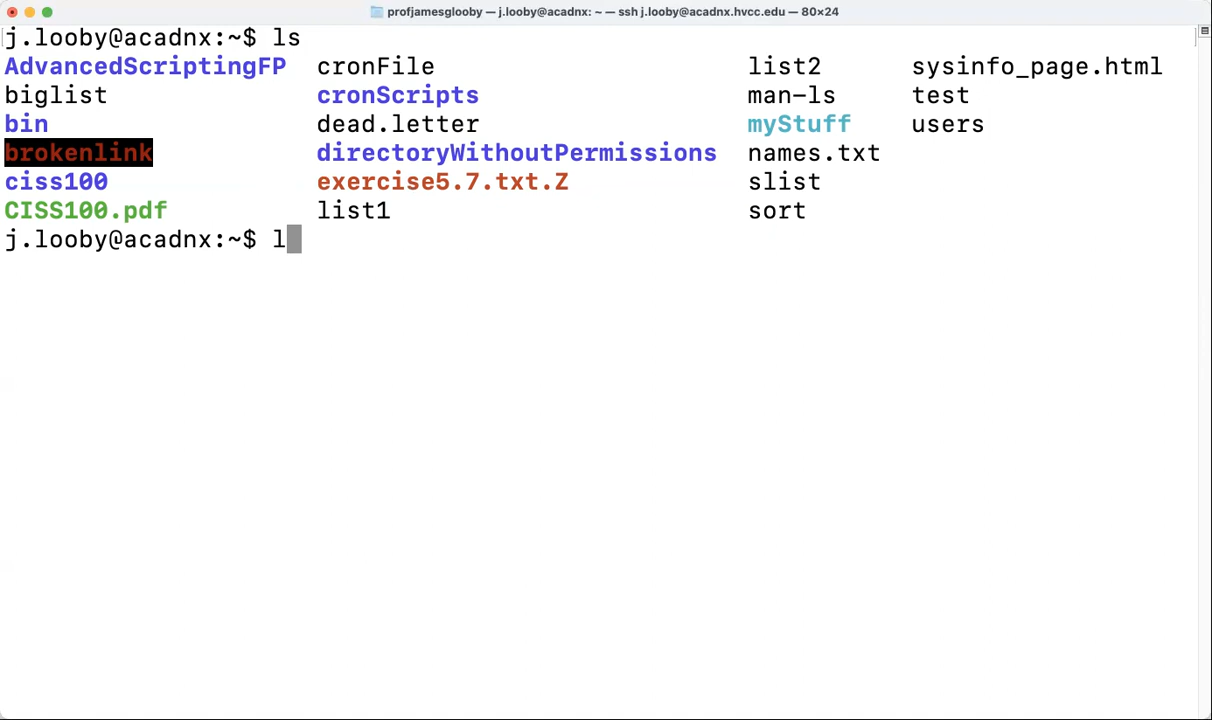 profjamesglooby — j.looby@acadnx: ~ — ssh j.looby@acadnx.hvcc.edu — 80×24
j.looby@acadnx:~$ ls
AdvancedScriptingFP  cronFile                     list2      sysinfo_page.html
biglist              cronScripts                  man-ls     test
bin                  dead.letter                  myStuff    users
brokenlink           directoryWithoutPermissions  names.txt
ciss100              exercise5.7.txt.Z            slist
CISS100.pdf          list1                        sort
j.looby@acadnx:~$ l